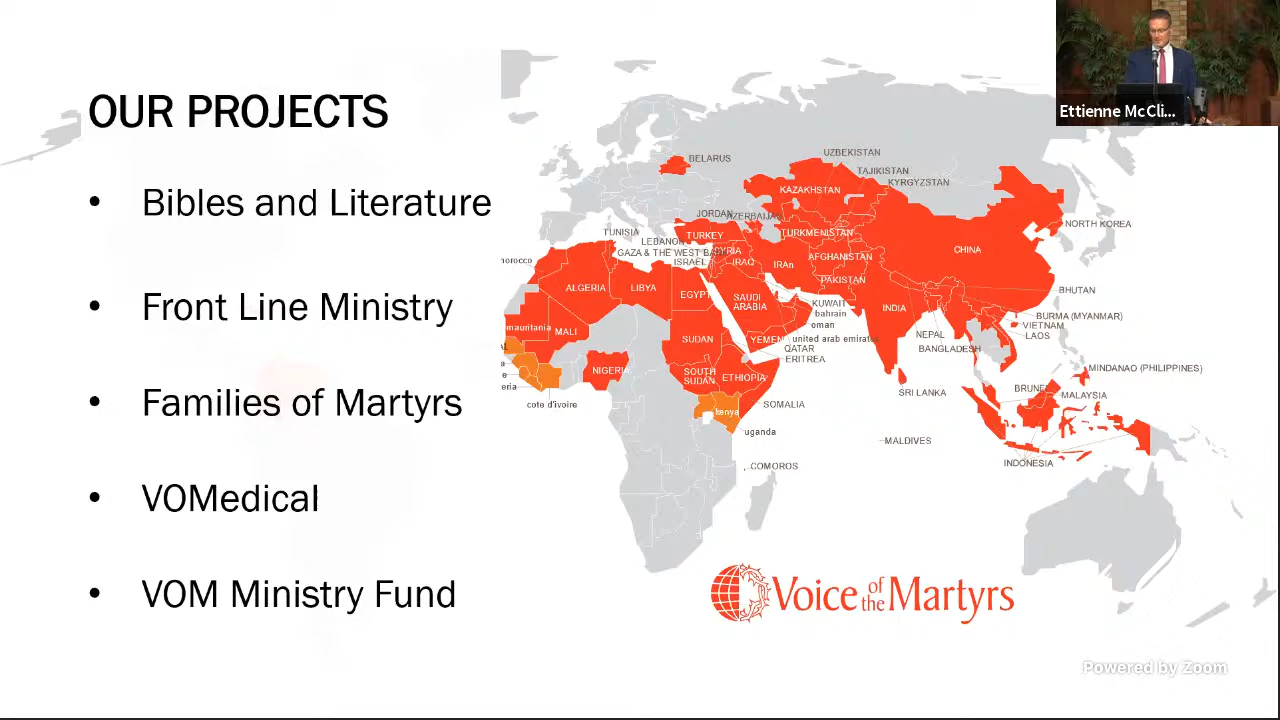 Ettienne McCli...
OUR PROJECTS
• Bibles and Literature
• Front Line Ministry
• Families of Martyrs
• VOMedical
• VOM Ministry Fund
BELARUS
UZBEKISTAN
TAJIKISTAN
KYRGYZSTAN
KAZAKHSTAN
JORDAN
TURKEY
TUNISIA
LEBANON
GAZA & THE WEST
SYRIA
ISRAEL
IRAQ
IRAn
TURKMENISTAN
AFGHANISTAN
PAKISTAN
CHINA
NORTH KOREA
orocco
ALGERIA
LIBYA
EGYPT
SAUDI
ARABIA
KUWAIT
bahrain
oman
united arab emirates
QATAR
ERITREA
YEMEN
INDIA
NEPAL
BANGLADESH
BHUTAN
BURMA (MYANMAR)
VIETNAM
LAOS
mauritania
MALI
SUDAN
NIGERIA
SOUTH
SUDAN
ETHIOPIA
SOMALIA
kenya
uganda
eria
cote d'ivoire
SRI LANKA
MALDIVES
COMOROS
MINDANAO (PHILIPPINES)
BRUNEI
MALAYSIA
INDONESIA
Voice of the Martyrs
Powered by Zoom